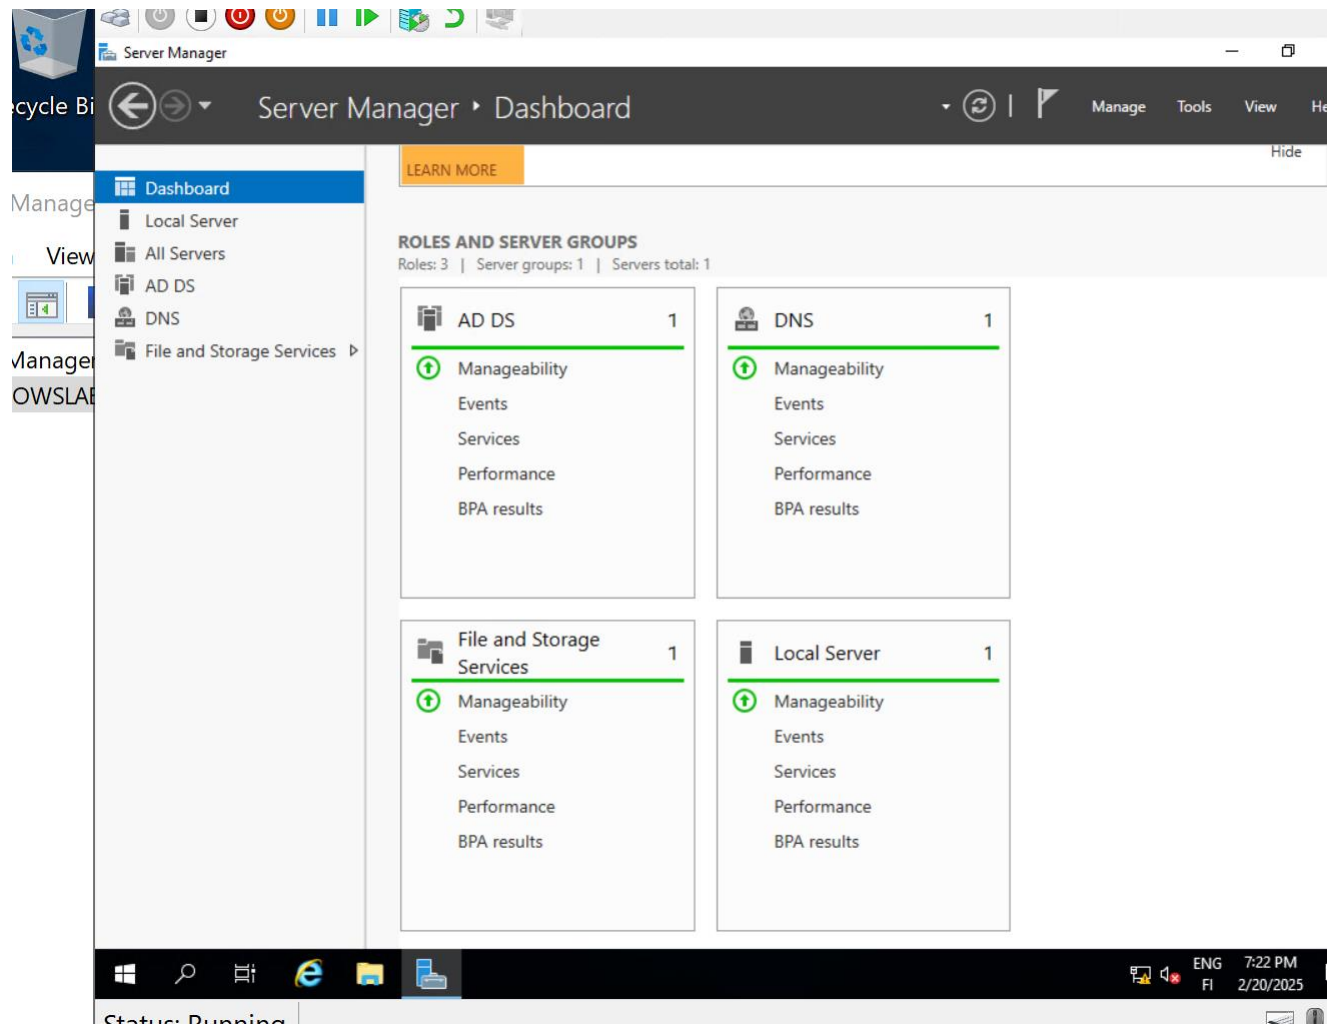 Server Manager
ecycle Bi
Server Manager • Dashboard
Manage Tools View He
Manage
View
Manager
OWSLAB
Dashboard
Local Server
All Servers
AD DS
DNS
File and Storage Services
LEARN MORE
Hide
ROLES AND SERVER GROUPS
Roles: 3 | Server groups: 1 | Servers total: 1
AD DS 1
Manageability
Events
Services
Performance
BPA results
DNS 1
Manageability
Events
Services
Performance
BPA results
File and Storage
Services 1
Manageability
Events
Services
Performance
BPA results
Local Server 1
Manageability
Events
Services
Performance
BPA results
ENG 7:22 PM
FI 2/20/2025
Status: Running